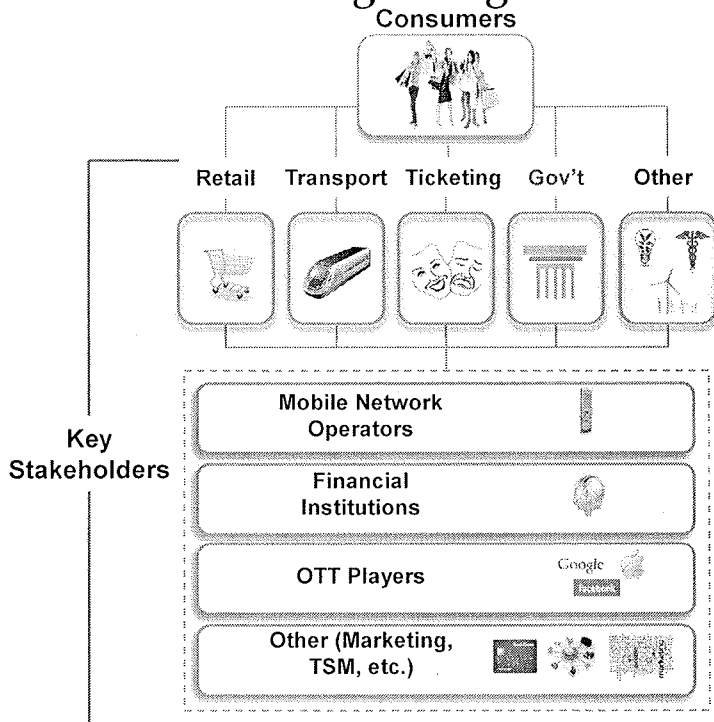 Consumers
Retail Transport Ticketing Gov't Other
Key
Stakeholders
Mobile Network
Operators
Financial
Institutions
OTT Players
Google
Other (Marketing,
TSM, etc.)
marketing